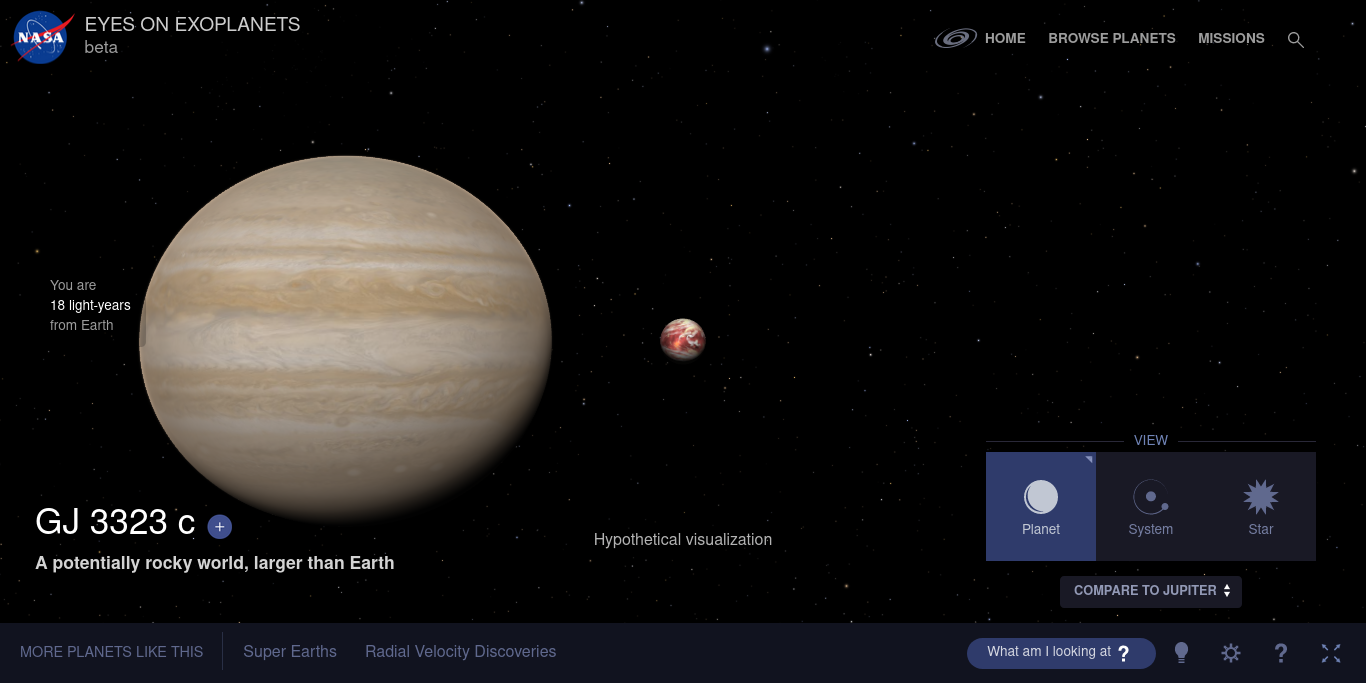 NASA
EYES ON EXOPLANETS
beta
HOME
BROWSE PLANETS
MISSIONS
You are
18 light-years
from Earth
VIEW
Planet
System
Star
GJ 3323 c +
A potentially rocky world, larger than Earth
Hypothetical visualization
COMPARE TO JUPITER
MORE PLANETS LIKE THIS
Super Earths
Radial Velocity Discoveries
What am I looking at ?
?